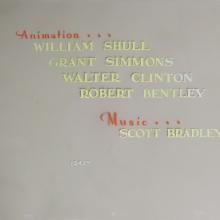 Animation . . .
WILLIAM SHULL
GRANT SIMMONS
WALTER CLINTON
ROBERT BENTLEY
Music . . .
SCOTT BRADLEY